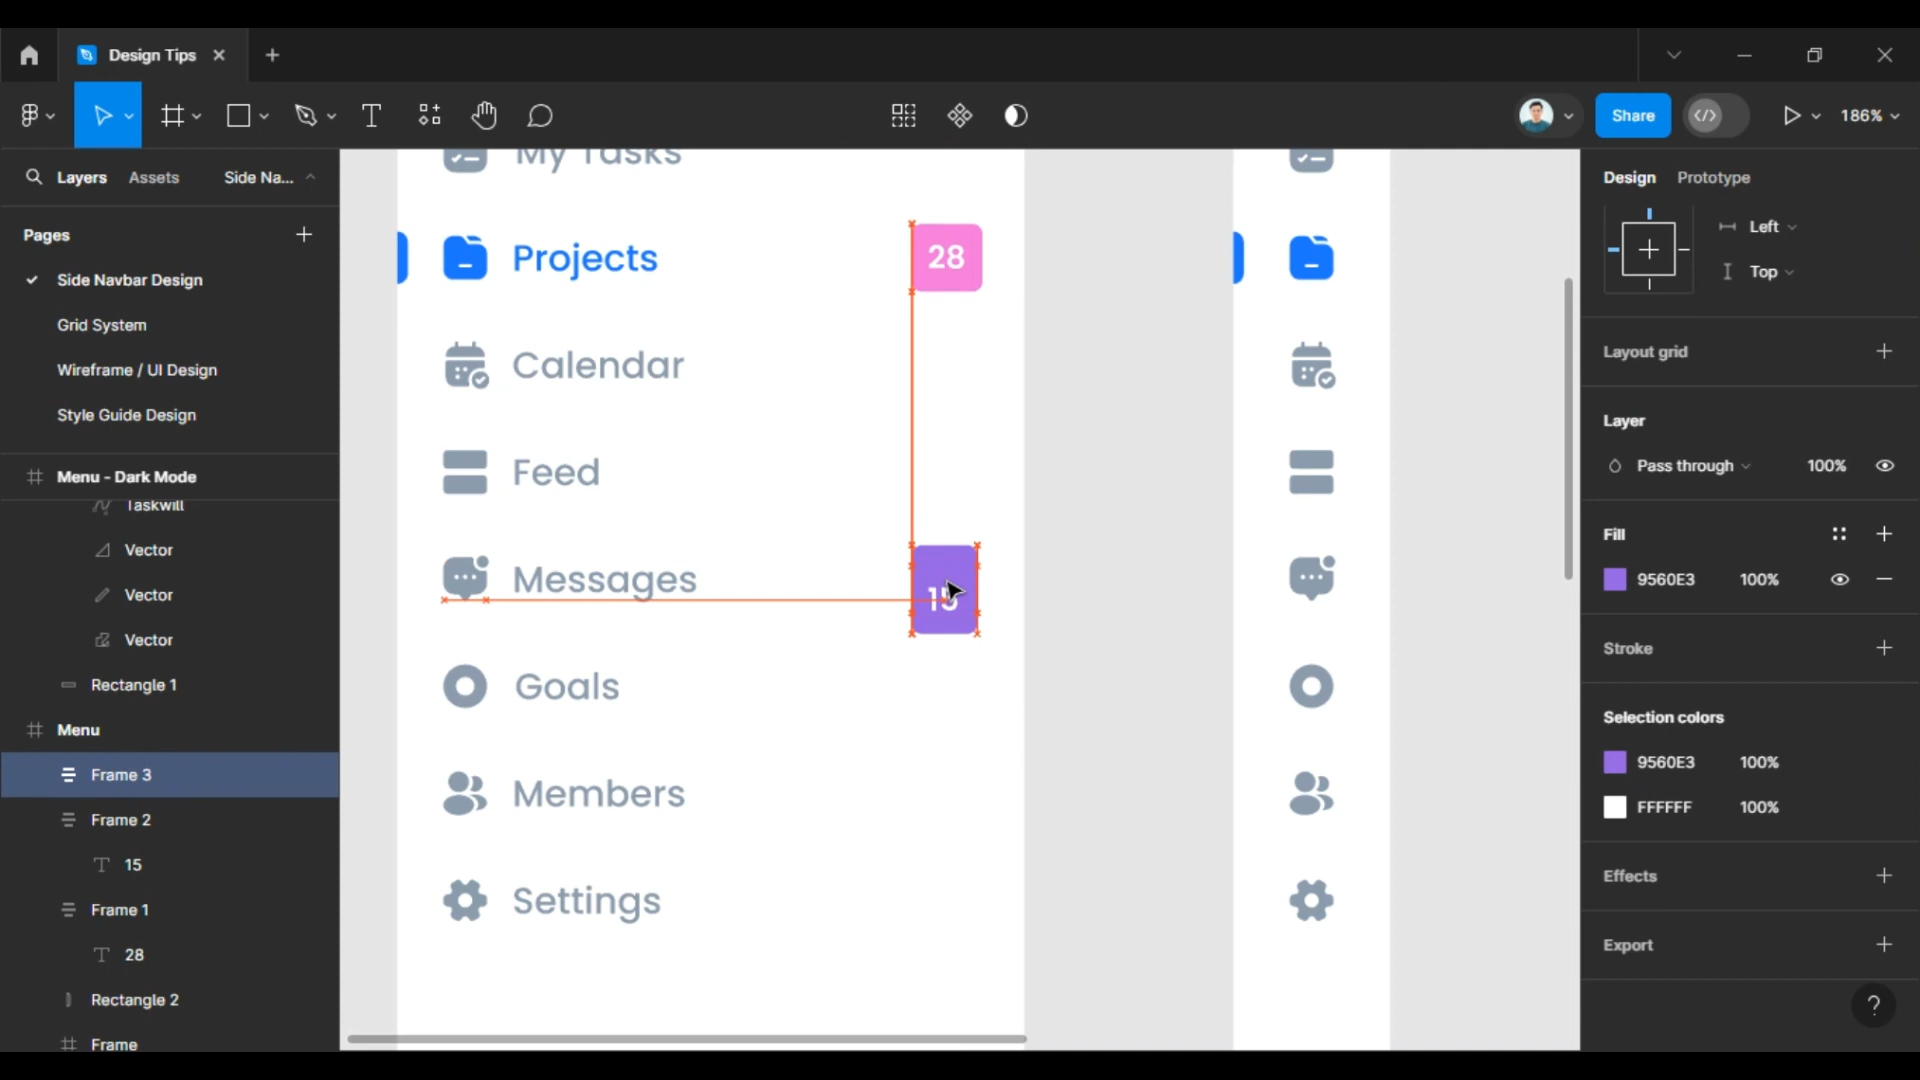 Design Tips
Share
186%
Layers
Assets
Side Na...
Pages
Side Navbar Design
Grid System
Wireframe / UI Design
Style Guide Design
Menu - Dark Mode
Taskwill
Vector
Vector
Vector
Rectangle 1
Menu
Frame 3
Frame 2
15
Frame 1
28
Rectangle 2
Frame
My Tasks
Projects
28
Calendar
Feed
Messages
15
Goals
Members
Settings
Design
Prototype
Left
Top
Layout grid
Layer
Pass through
100%
Fill
9560E3
100%
Stroke
Selection colors
9560E3
100%
FFFFFF
100%
Effects
Export
?